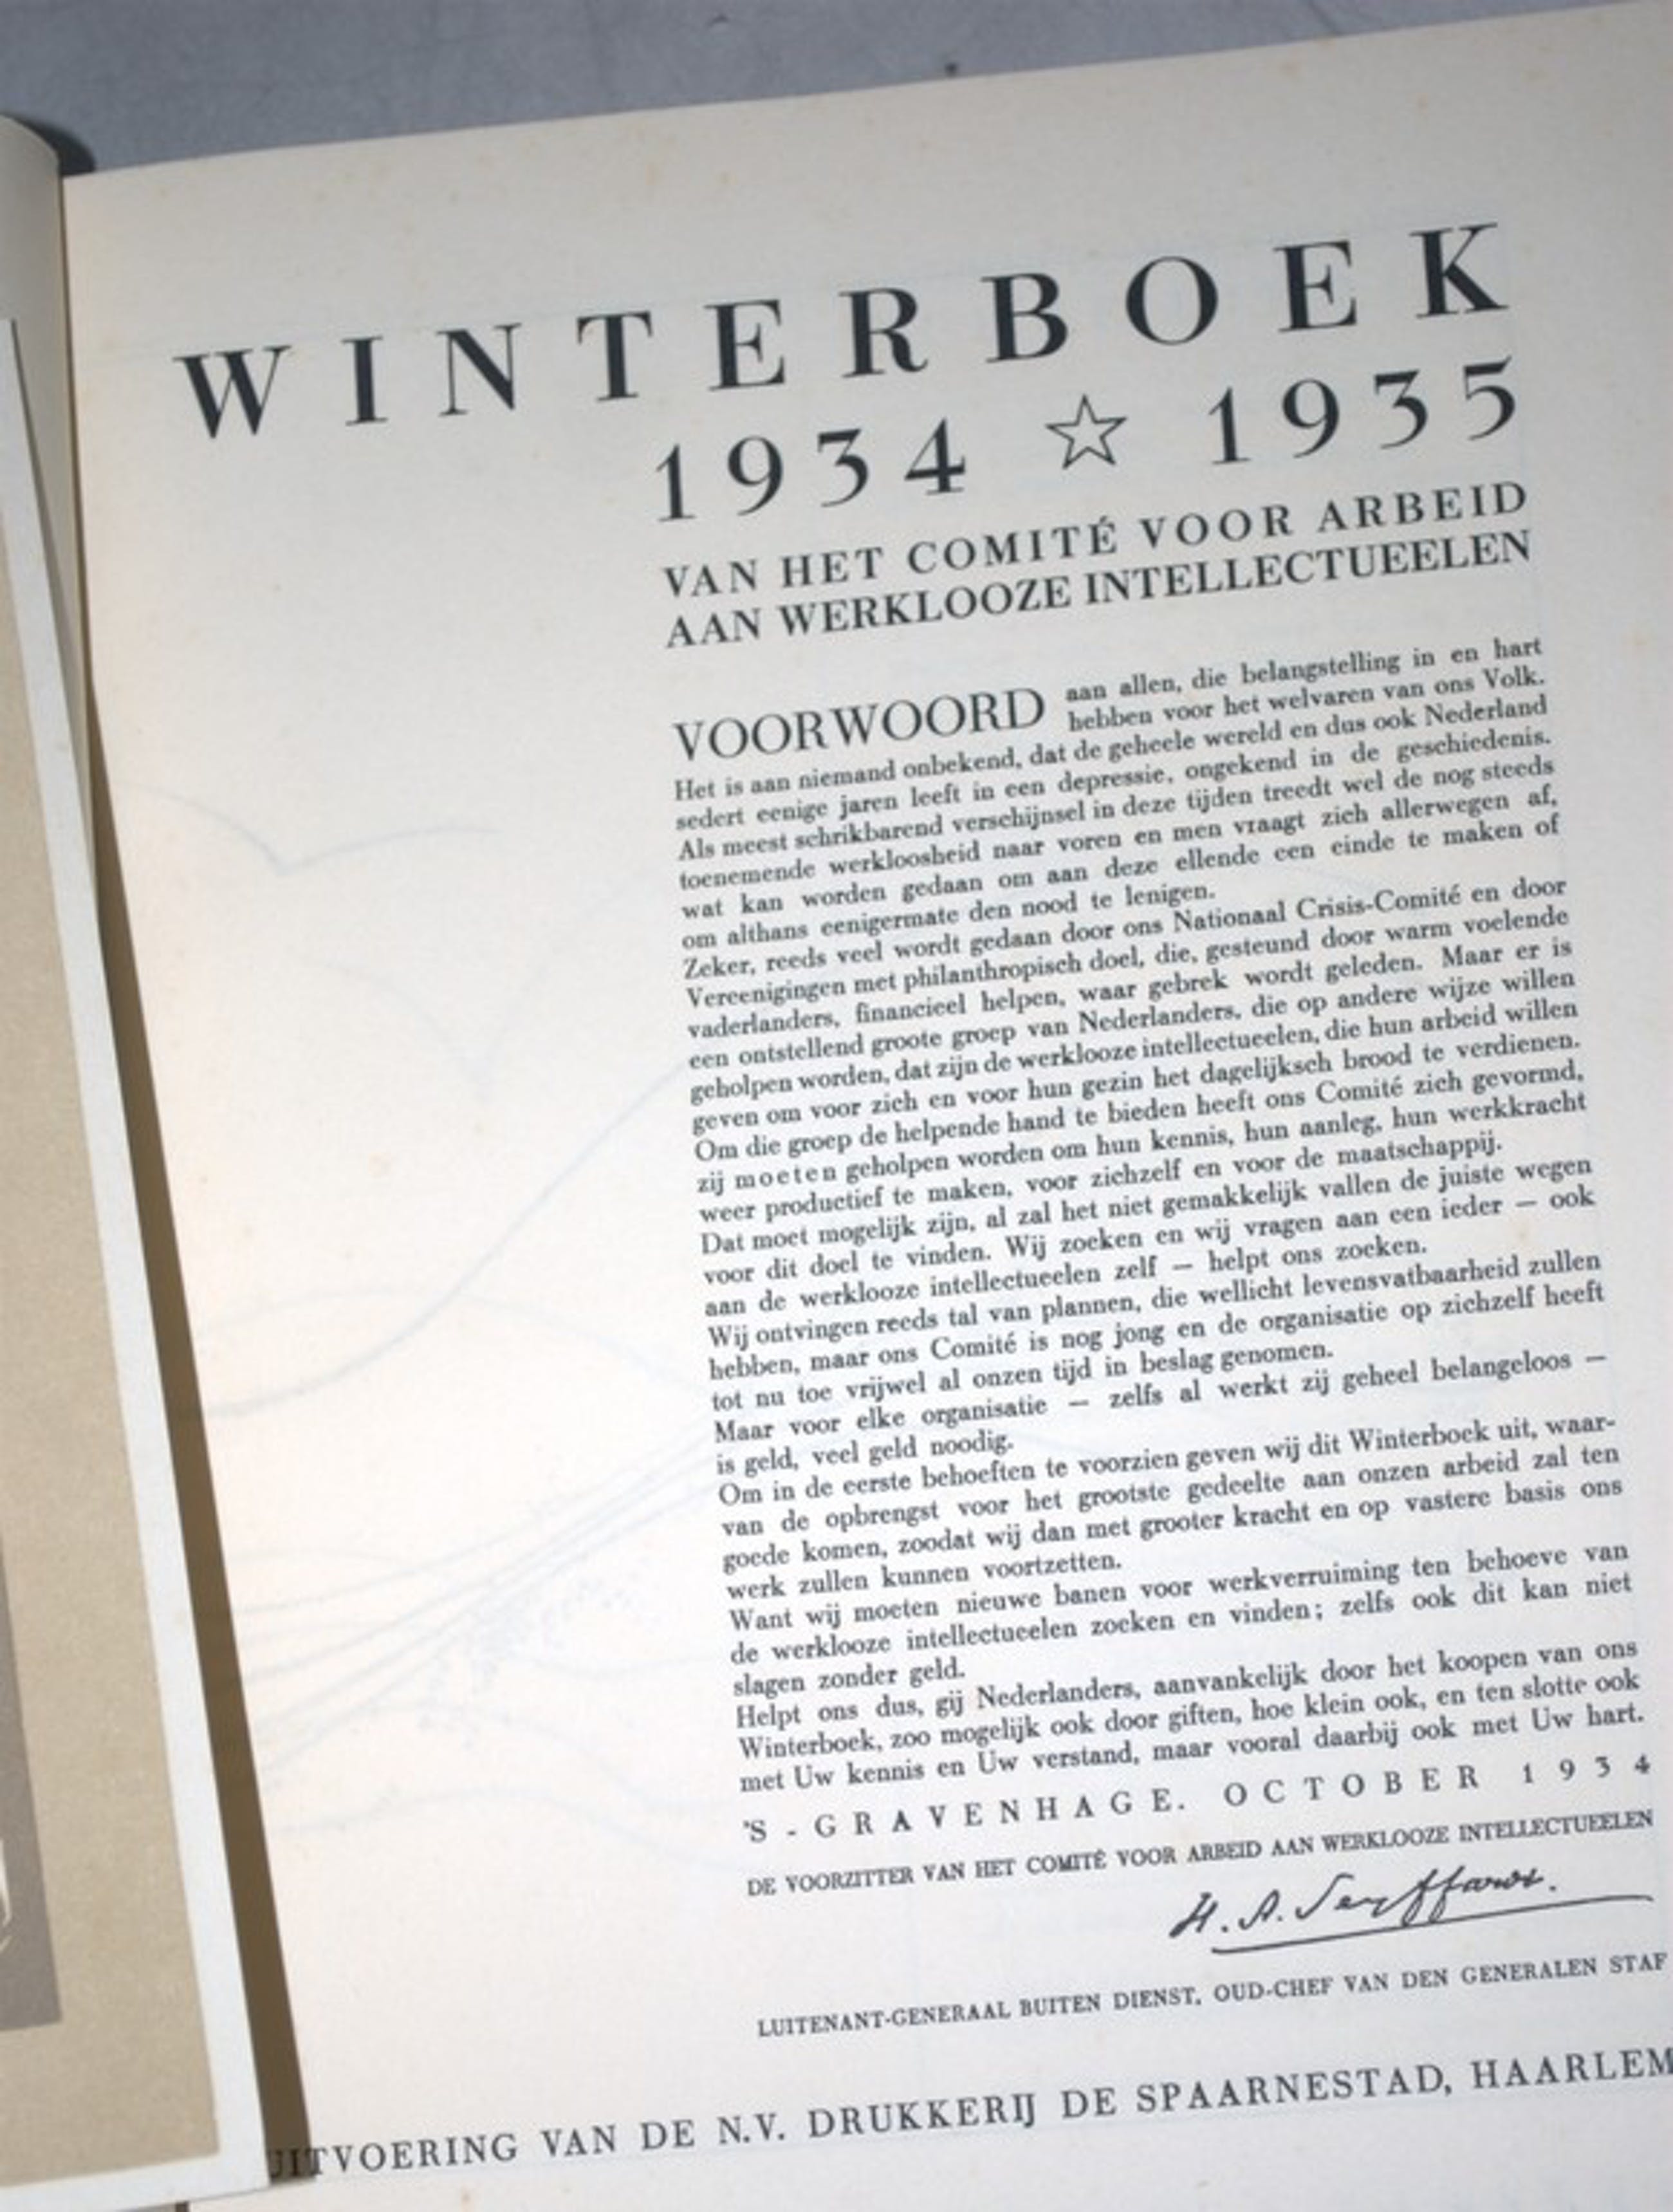 WINTERBOEK
1934 ☆ 1935
VAN HET COMITÉ VOOR ARBEID
AAN WERKLOOZE INTELLECTUEELEN
VOORWOORD aan allen, die belangstelling in en hart
hebben voor het welvaren van ons Volk.
Het is aan niemand onbekend, dat de geheele wereld en dus ook Nederland
sedert eenige jaren leeft in een depressie, ongekend in de geschiedenis.
Als meest schrikbarend verschijnsel in deze tijden treedt wel de nog steeds
toenemende werkloosheid naar voren en men vraagt zich allerwegen af,
wat kan worden gedaan om aan deze ellende een einde te maken of
om althans eenigermate den nood te lenigen.
Zeker, reeds veel wordt gedaan door ons Nationaal Crisis-Comité en door
Vereenigingen met philanthropisch doel, die, gesteund door warm voelende
vaderlanders, financieel helpen, waar gebrek wordt geleden. Maar er is
een ontstellend groote groep van Nederlanders, die op andere wijze willen
geholpen worden, dat zijn de werklooze intellectueelen, die hun arbeid willen
geven om voor zich en voor hun gezin het dagelijksch brood te verdienen.
Om die groep de helpende hand te bieden heeft ons Comité zich gevormd,
zij moeten geholpen worden om hun kennis, hun aanleg, hun werkkracht
weer productief te maken, voor zichzelf en voor de maatschappij.
Dat moet mogelijk zijn, al zal het niet gemakkelijk vallen de juiste wegen
voor dit doel te vinden. Wij zoeken en wij vragen aan een ieder — ook
aan de werklooze intellectueelen zelf — helpt ons zoeken.
Wij ontvingen reeds tal van plannen, die wellicht levensvatbaarheid zullen
hebben, maar ons Comité is nog jong en de organisatie op zichzelf heeft
tot nu toe vrijwel al onzen tijd in beslag genomen.
Maar voor elke organisatie — zelfs al werkt zij geheel belangeloos —
is geld, veel geld noodig.
Om in de eerste behoeften te voorzien geven wij dit Winterboek uit, waar-
van de opbrengst voor het grootste gedeelte aan onzen arbeid zal ten
goede komen, zoodat wij dan met grooter kracht en op vastere basis ons
werk zullen kunnen voortzetten.
Want wij moeten nieuwe banen voor werkverruiming ten behoeve van
de werklooze intellectueelen zoeken en vinden; zelfs ook dit kan niet
slagen zonder geld.
Helpt ons dus, gij Nederlanders, aanvankelijk door het koopen van ons
Winterboek, zoo mogelijk ook door giften, hoe klein ook, en ten slotte ook
met Uw kennis en Uw verstand, maar vooral daarbij ook met Uw hart.
'S-GRAVENHAGE. OCTOBER 1934
DE VOORZITTER VAN HET COMITÉ VOOR ARBEID AAN WERKLOOZE INTELLECTUEELEN
H. A. Seyffardt.
LUITENANT-GENERAAL BUITEN DIENST, OUD-CHEF VAN DEN GENERALEN STAF
UITVOERING VAN DE N.V. DRUKKERIJ DE SPAARNESTAD, HAARLEM